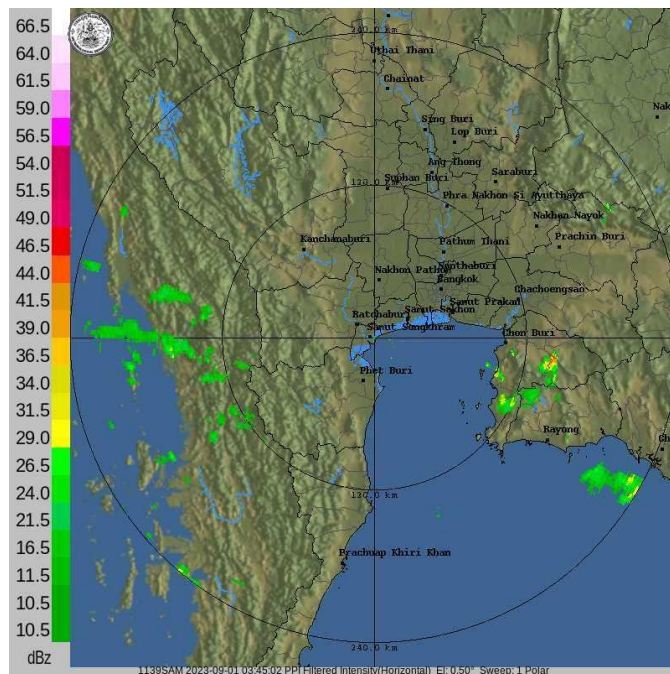 66.5
64.0
61.5
59.0
56.5
54.0
51.5
49.0
46.5
44.0
41.5
39.0
36.5
34.0
31.5
29.0
26.5
24.0
21.5
16.5
11.5
10.5
10.5
dBz
240.0 km
Uthai Thani
Chainat
Sing Buri
Lop Buri
Ang Thong
Saraburi
Suphan Buri
120.0 km
Phra Nakhon Si Ayutthaya
Nakhon Nayok
Prachin Buri
Kanchanaburi
Pathum Thani
Nakhon Pathom
Nonthaburi
Bangkok
Chachoengsao
Samut Prakan
Samut Sakhon
Ratchaburi
Samut Songkhram
Chon Buri
Phet Buri
Rayong
Prachuap Khiri Khan
240.0 km
1139SAM 2023-09-01 03:45:02 PPI Filtered Intensity(Horizontal) El: 0.50° Sweep: 1 Polar